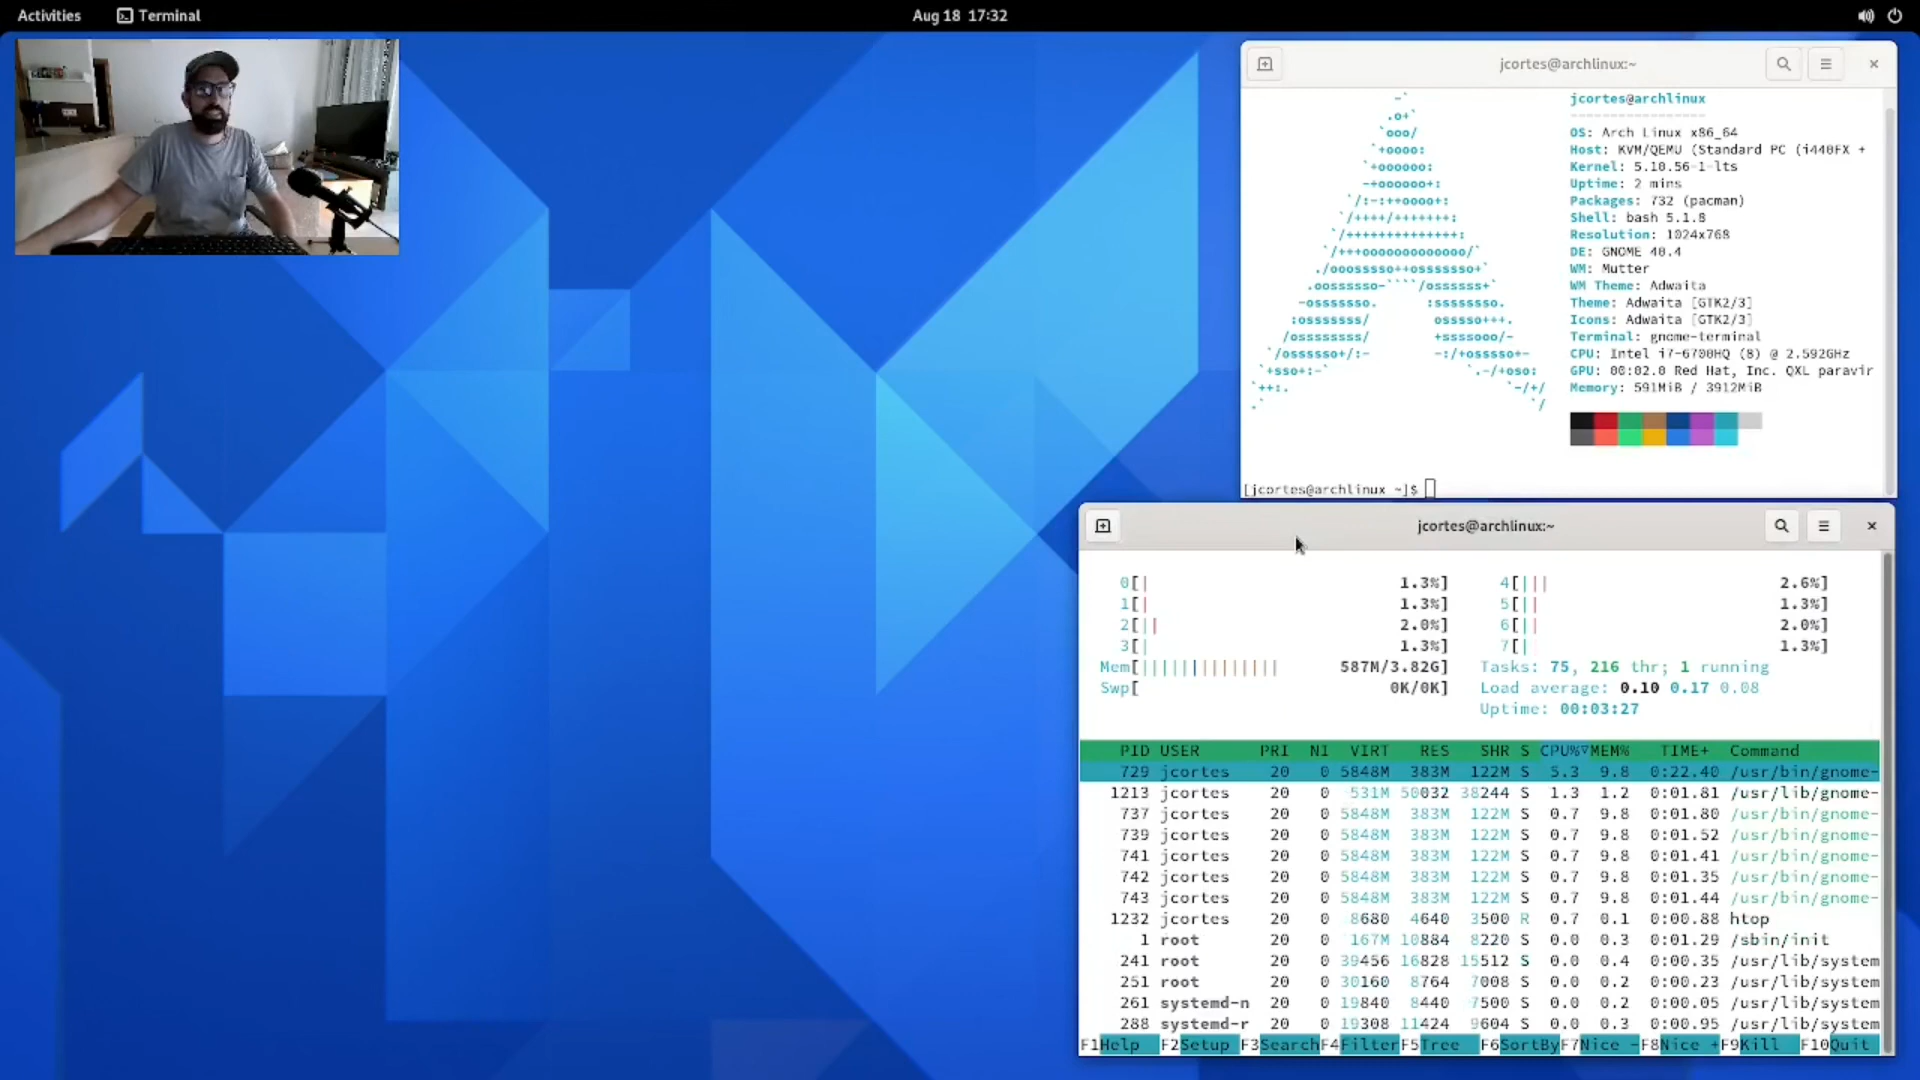 Activities Terminal Aug 18 17:32
jcortes@archlinux:~
jcortes@archlinux
-----------------
OS: Arch Linux x86_64
Host: KVM/QEMU (Standard PC (i440FX +
Kernel: 5.10.56-1-lts
Uptime: 2 mins
Packages: 732 (pacman)
Shell: bash 5.1.8
Resolution: 1024x768
DE: GNOME 40.4
WM: Mutter
WM Theme: Adwaita
Theme: Adwaita [GTK2/3]
Icons: Adwaita [GTK2/3]
Terminal: gnome-terminal
CPU: Intel i7-6700HQ (8) @ 2.592GHz
GPU: 00:02.0 Red Hat, Inc. QXL paravir
Memory: 591MiB / 3912MiB
[jcortes@archlinux ~]$
jcortes@archlinux:~
0[| 1.3%] 4[||| 2.6%]
1[| 1.3%] 5[|| 1.3%]
2[|| 2.0%] 6[|| 2.0%]
3[| 1.3%] 7[| 1.3%]
Mem[||||||||||||||||| 587M/3.82G] Tasks: 75, 216 thr; 1 running
Swp[ 0K/0K] Load average: 0.10 0.17 0.08
Uptime: 00:03:27
PID USER PRI NI VIRT RES SHR S CPU%▽MEM% TIME+ Command
729 jcortes 20 0 5848M 383M 122M S 5.3 9.8 0:22.40 /usr/bin/gnome-
1213 jcortes 20 0 531M 50032 38244 S 1.3 1.2 0:01.81 /usr/lib/gnome-
737 jcortes 20 0 5848M 383M 122M S 0.7 9.8 0:01.80 /usr/bin/gnome-
739 jcortes 20 0 5848M 383M 122M S 0.7 9.8 0:01.52 /usr/bin/gnome-
741 jcortes 20 0 5848M 383M 122M S 0.7 9.8 0:01.41 /usr/bin/gnome-
742 jcortes 20 0 5848M 383M 122M S 0.7 9.8 0:01.35 /usr/bin/gnome-
743 jcortes 20 0 5848M 383M 122M S 0.7 9.8 0:01.44 /usr/bin/gnome-
1232 jcortes 20 0 8680 4640 3500 R 0.7 0.1 0:00.88 htop
1 root 20 0 167M 10884 8220 S 0.0 0.3 0:01.29 /sbin/init
241 root 20 0 39456 16828 15512 S 0.0 0.4 0:00.35 /usr/lib/system
251 root 20 0 30160 8764 7008 S 0.0 0.2 0:00.23 /usr/lib/system
261 systemd-n 20 0 19840 8440 7500 S 0.0 0.2 0:00.05 /usr/lib/system
288 systemd-r 20 0 19308 11424 9604 S 0.0 0.3 0:00.95 /usr/lib/system
F1Help F2Setup F3SearchF4FilterF5Tree F6SortByF7Nice -F8Nice +F9Kill F10Quit